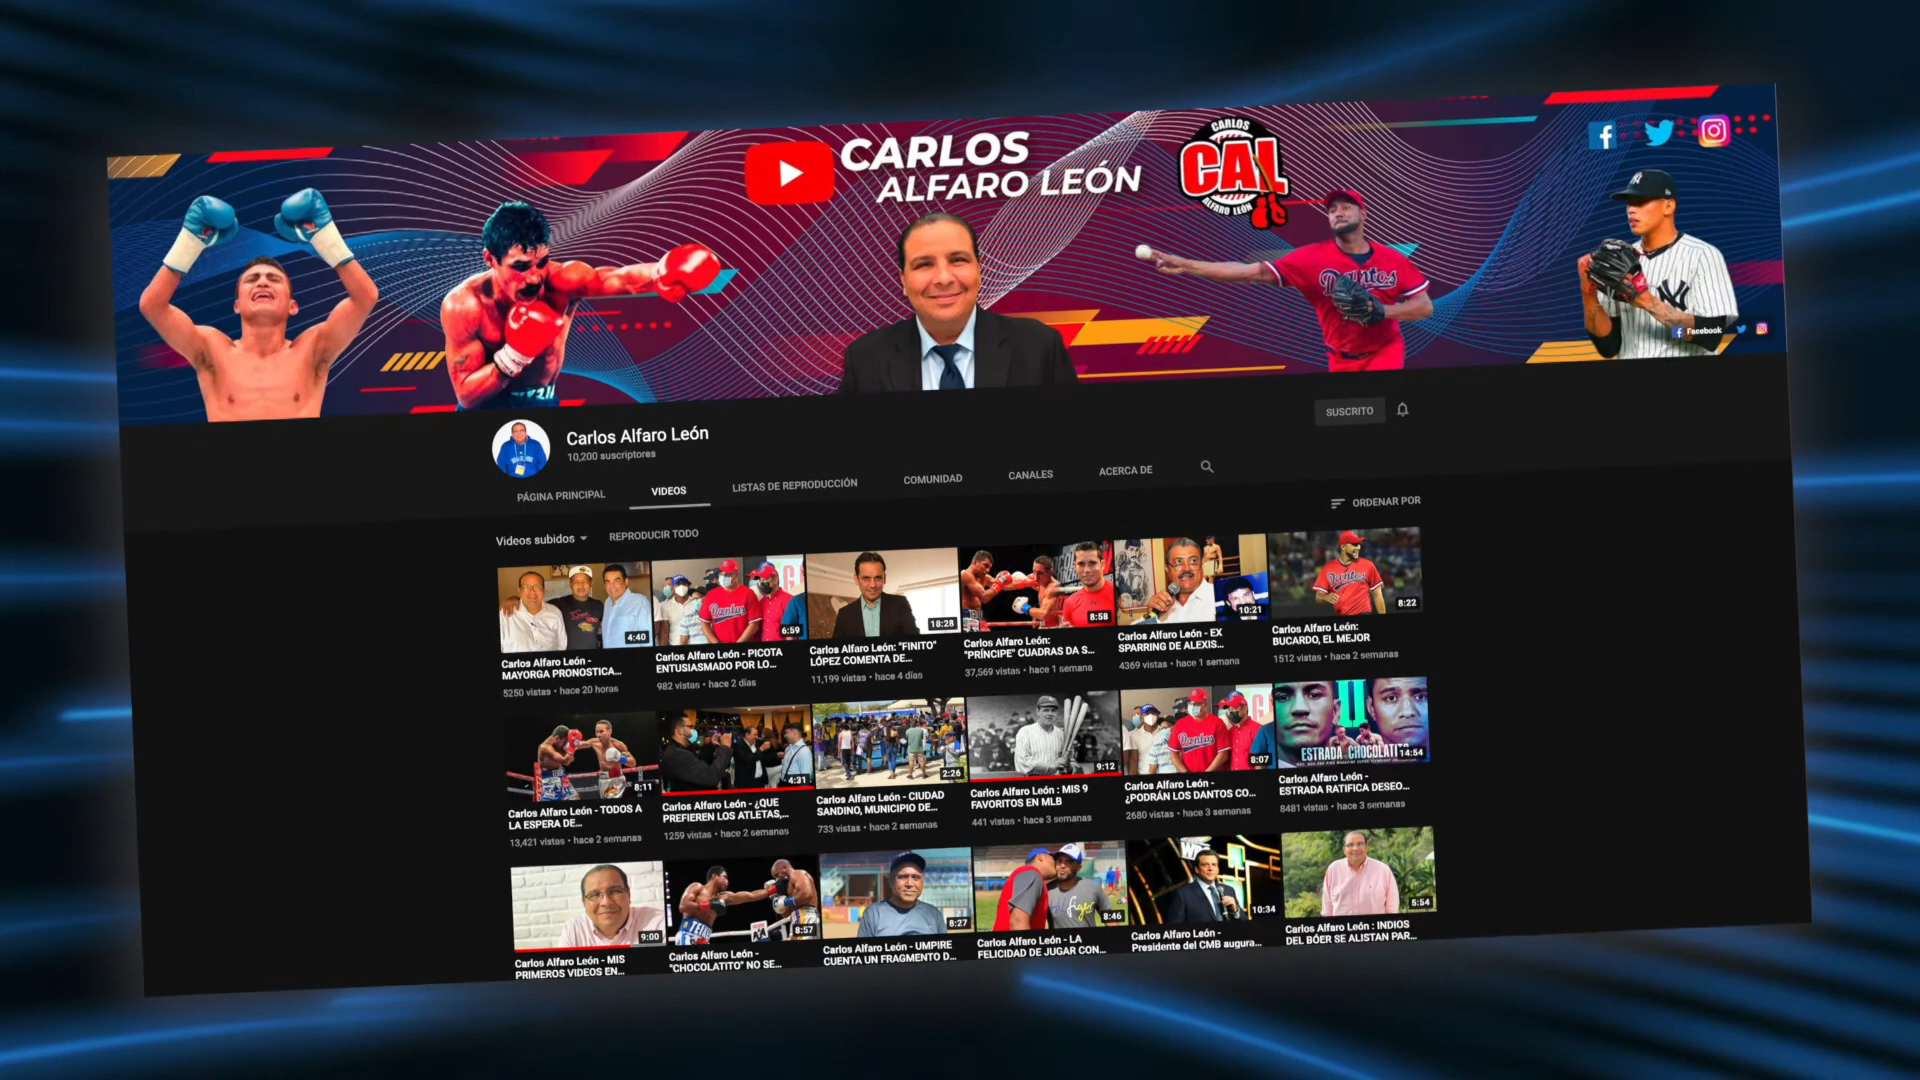 CARLOS
ALFARO LEÓN
CARLOS
CAL
ALFARO LEÓN
Dantos
Facebook
Carlos Alfaro León
10,200 suscriptores
SUSCRITO
PÁGINA PRINCIPAL
VIDEOS
LISTAS DE REPRODUCCIÓN
COMUNIDAD
CANALES
ACERCA DE
Videos subidos
REPRODUCIR TODO
ORDENAR POR
4:40
6:59
18:28
8:58
10:21
8:22
Carlos Alfaro León -
MAYORGA PRONOSTICA...
5250 vistas • hace 20 horas
Carlos Alfaro León - PICOTA
ENTUSIASMADO POR LO...
982 vistas • hace 2 días
Carlos Alfaro León: "FINITO"
LÓPEZ COMENTA DE...
11,199 vistas • hace 4 días
Carlos Alfaro León:
"PRÍNCIPE" CUADRAS DA S...
37,569 vistas • hace 1 semana
Carlos Alfaro León - EX
SPARRING DE ALEXIS...
4369 vistas • hace 1 semana
Carlos Alfaro León:
BUCARDO, EL MEJOR
1512 vistas • hace 2 semanas
8:11
4:31
2:26
9:12
8:07
ESTRADA CHOCOLATI
14:54
Carlos Alfaro León - TODOS A
LA ESPERA DE...
13,421 vistas • hace 2 semanas
Carlos Alfaro León - ¿QUE
PREFIEREN LOS ATLETAS,...
1259 vistas • hace 2 semanas
Carlos Alfaro León - CIUDAD
SANDINO, MUNICIPIO DE...
733 vistas • hace 2 semanas
Carlos Alfaro León : MIS 9
FAVORITOS EN MLB
441 vistas • hace 3 semanas
Carlos Alfaro León -
¿PODRÁN LOS DANTOS CO...
2680 vistas • hace 3 semanas
Carlos Alfaro León -
ESTRADA RATIFICA DESEO...
8481 vistas • hace 3 semanas
9:00
8:57
8:27
8:46
10:34
5:54
Carlos Alfaro León - MIS
PRIMEROS VIDEOS EN...
Carlos Alfaro León -
"CHOCOLATITO" NO SE...
Carlos Alfaro León - UMPIRE
CUENTA UN FRAGMENTO D...
Carlos Alfaro León - LA
FELICIDAD DE JUGAR CON...
Carlos Alfaro León -
Presidente del CMB augura...
Carlos Alfaro León : INDIOS
DEL BÓER SE ALISTAN PAR...